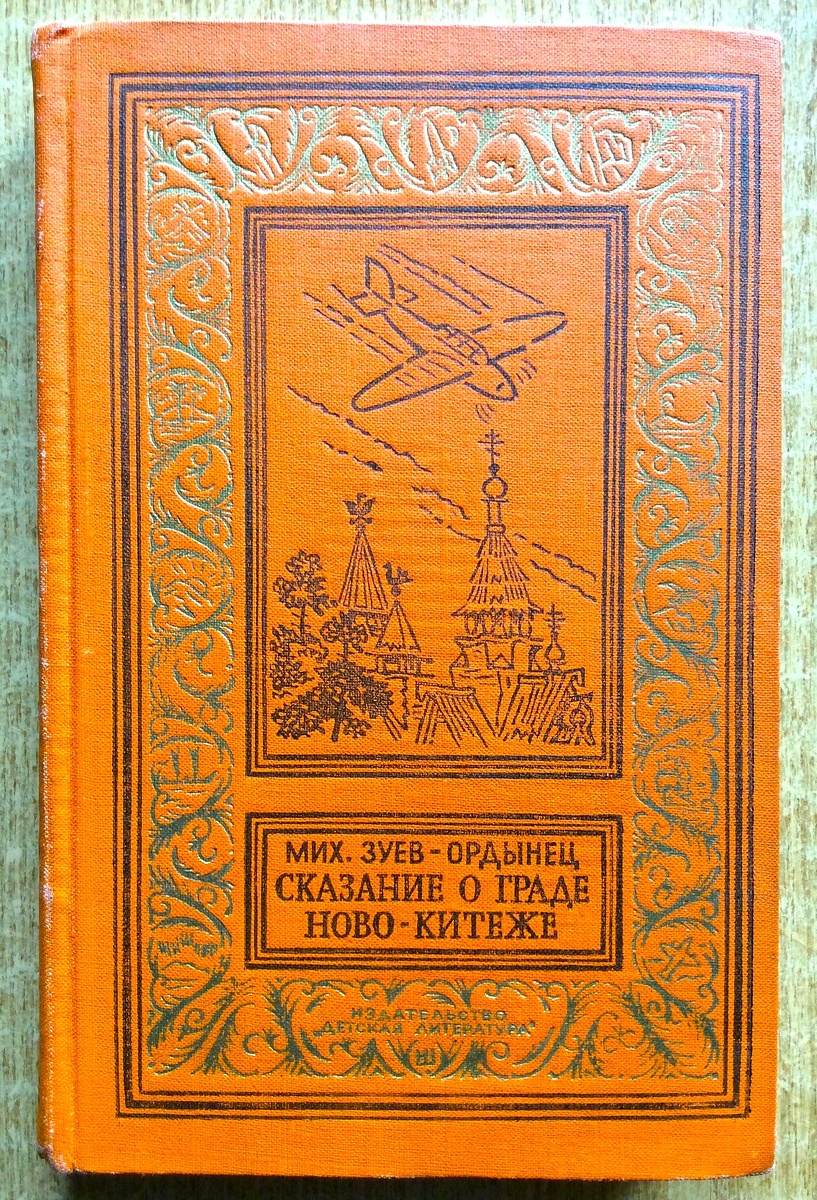 МИХ. ЗУЕВ-ОРДЫНЕЦ
СКАЗАНИЕ О ГРАДЕ
НОВО-КИТЕЖЕ
ИЗДАТЕЛЬСТВО
„ДЕТСКАЯ ЛИТЕРАТУРА"